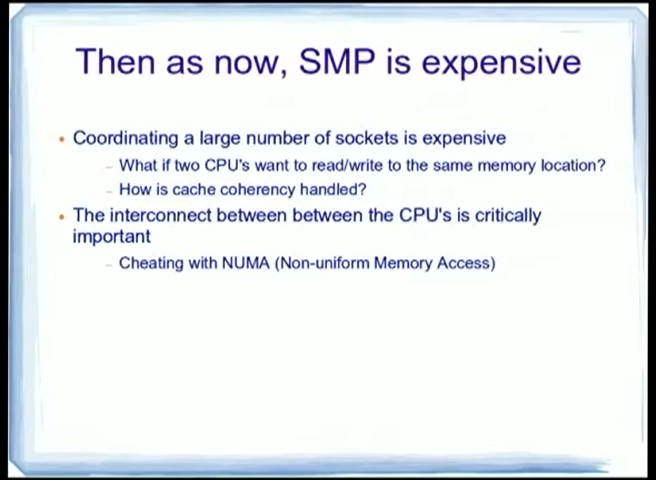 Then as now, SMP is expensive
• Coordinating a large number of sockets is expensive
– What if two CPU's want to read/write to the same memory location?
– How is cache coherency handled?
• The interconnect between between the CPU's is critically
important
– Cheating with NUMA (Non-uniform Memory Access)